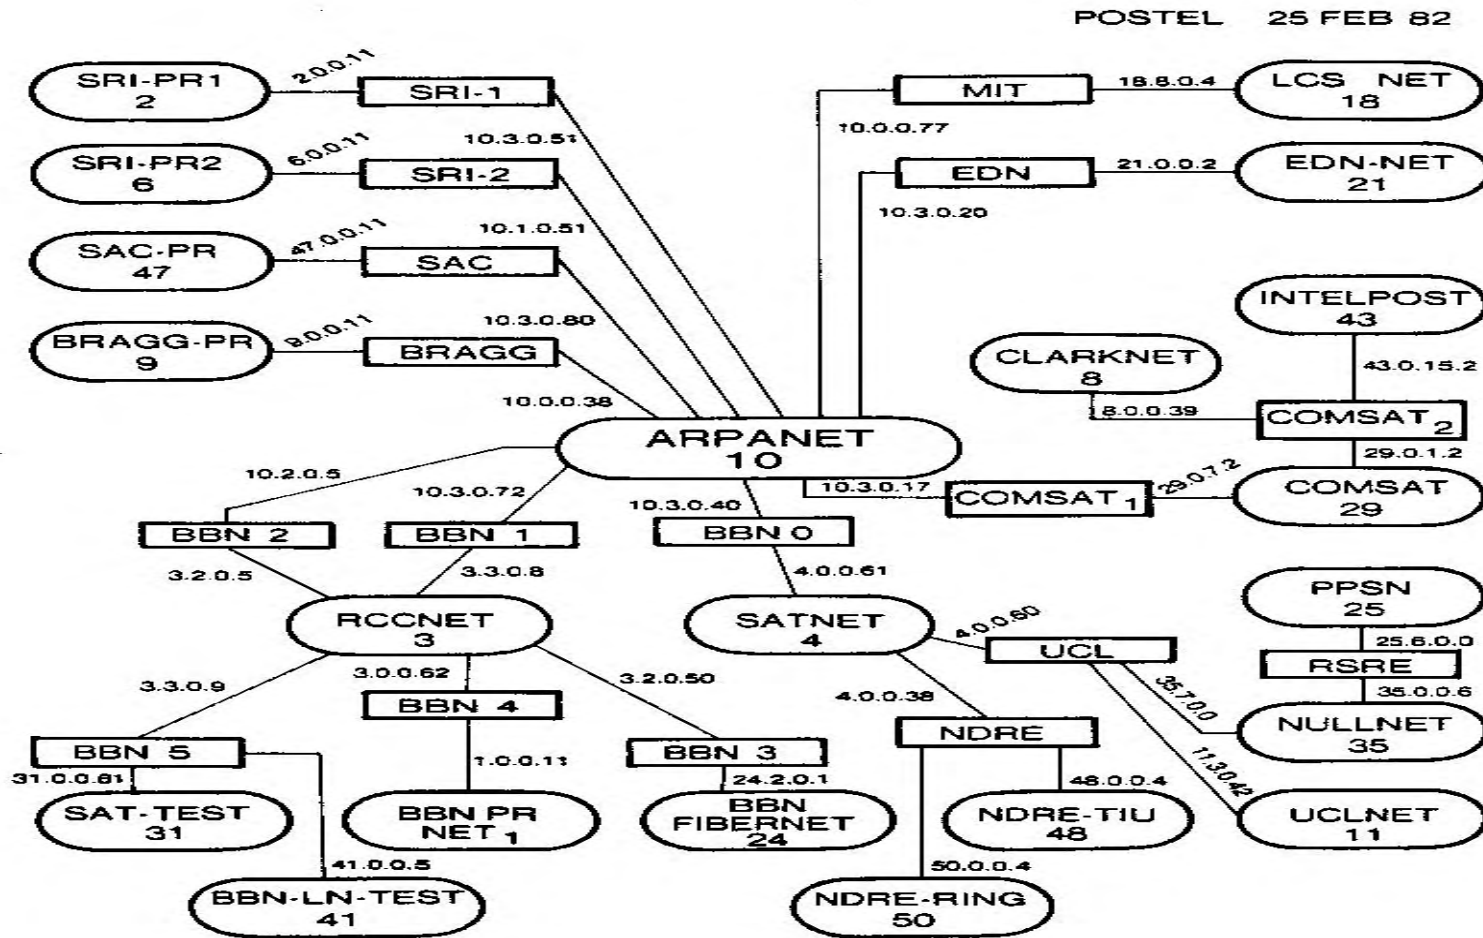 POSTEL 25 FEB 82
SRI-PR1
2
2.0.0.11
SRI-1
10.3.0.51
MIT
18.8.0.4
10.0.0.77
LCS NET
18
SRI-PR2
6
6.0.0.11
SRI-2
10.1.0.51
EDN
21.0.0.2
10.3.0.20
EDN-NET
21
SAC-PR
47
47.0.0.11
SAC
10.3.0.80
INTELPOST
43
43.0.15.2
BRAGG-PR
9
9.0.0.11
BRAGG
10.0.0.38
CLARKNET
8
8.0.0.39
COMSAT 2
29.0.1.2
ARPANET
10
10.2.0.5
10.3.0.72
10.3.0.40
10.3.0.17
COMSAT 1
29.0.7.2
COMSAT
29
BBN 2
BBN 1
BBN 0
3.2.0.5
3.3.0.8
4.0.0.61
RCCNET
3
SATNET
4
4.0.0.60
UCL
PPSN
25
25.6.0.0
RSRE
35.0.0.6
3.3.0.9
3.0.0.62
3.2.0.50
4.0.0.38
35.7.0.0
11.3.0.42
BBN 4
BBN 5
BBN 3
NDRE
NULLNET
35
31.0.0.61
1.0.0.11
24.2.0.1
48.0.0.4
SAT-TEST
31
BBN PR
NET 1
BBN
FIBERNET
24
NDRE-TIU
48
UCLNET
11
41.0.0.5
50.0.0.4
BBN-LN-TEST
41
NDRE-RING
50